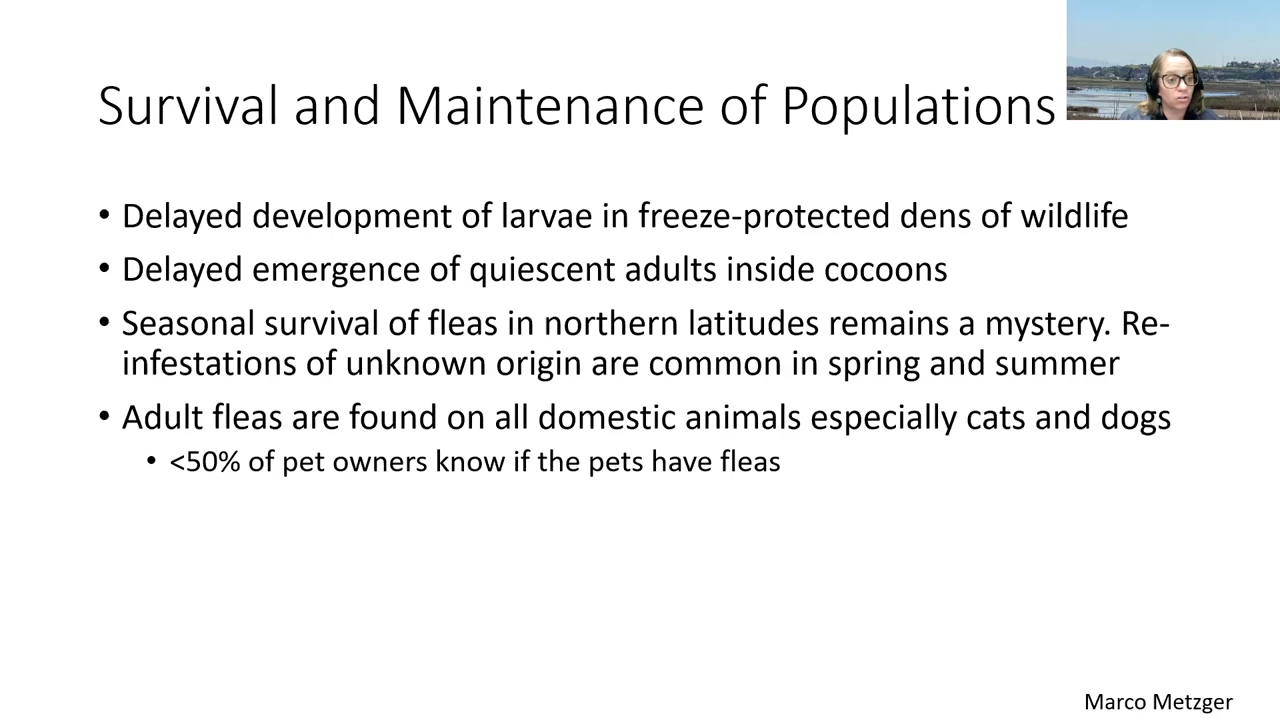 Survival and Maintenance of Populations
• Delayed development of larvae in freeze-protected dens of wildlife
• Delayed emergence of quiescent adults inside cocoons
• Seasonal survival of fleas in northern latitudes remains a mystery. Re-
infestations of unknown origin are common in spring and summer
• Adult fleas are found on all domestic animals especially cats and dogs
• <50% of pet owners know if the pets have fleas
Marco Metzger